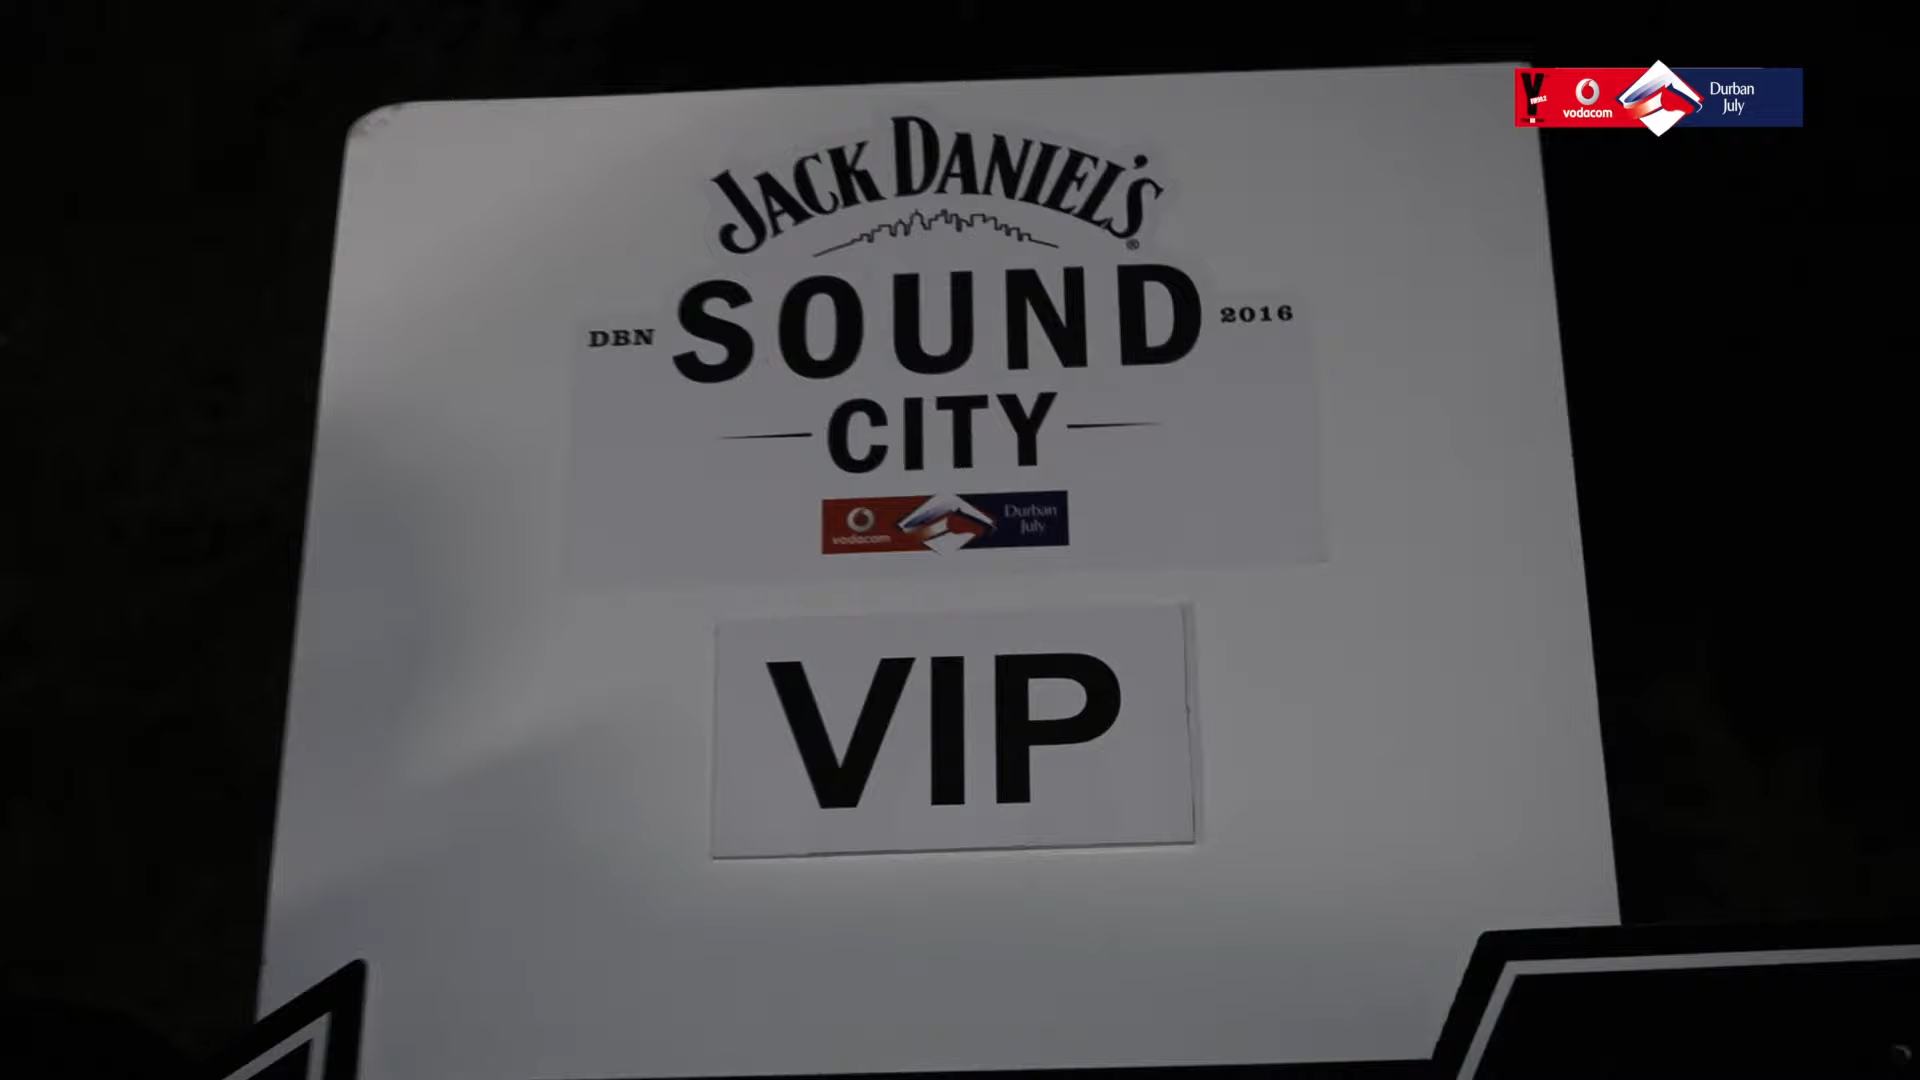 Y
vodacom
Durban
July
JACK DANIEL'S®
DBN SOUND 2016
CITY
vodacom
Durban
July
VIP